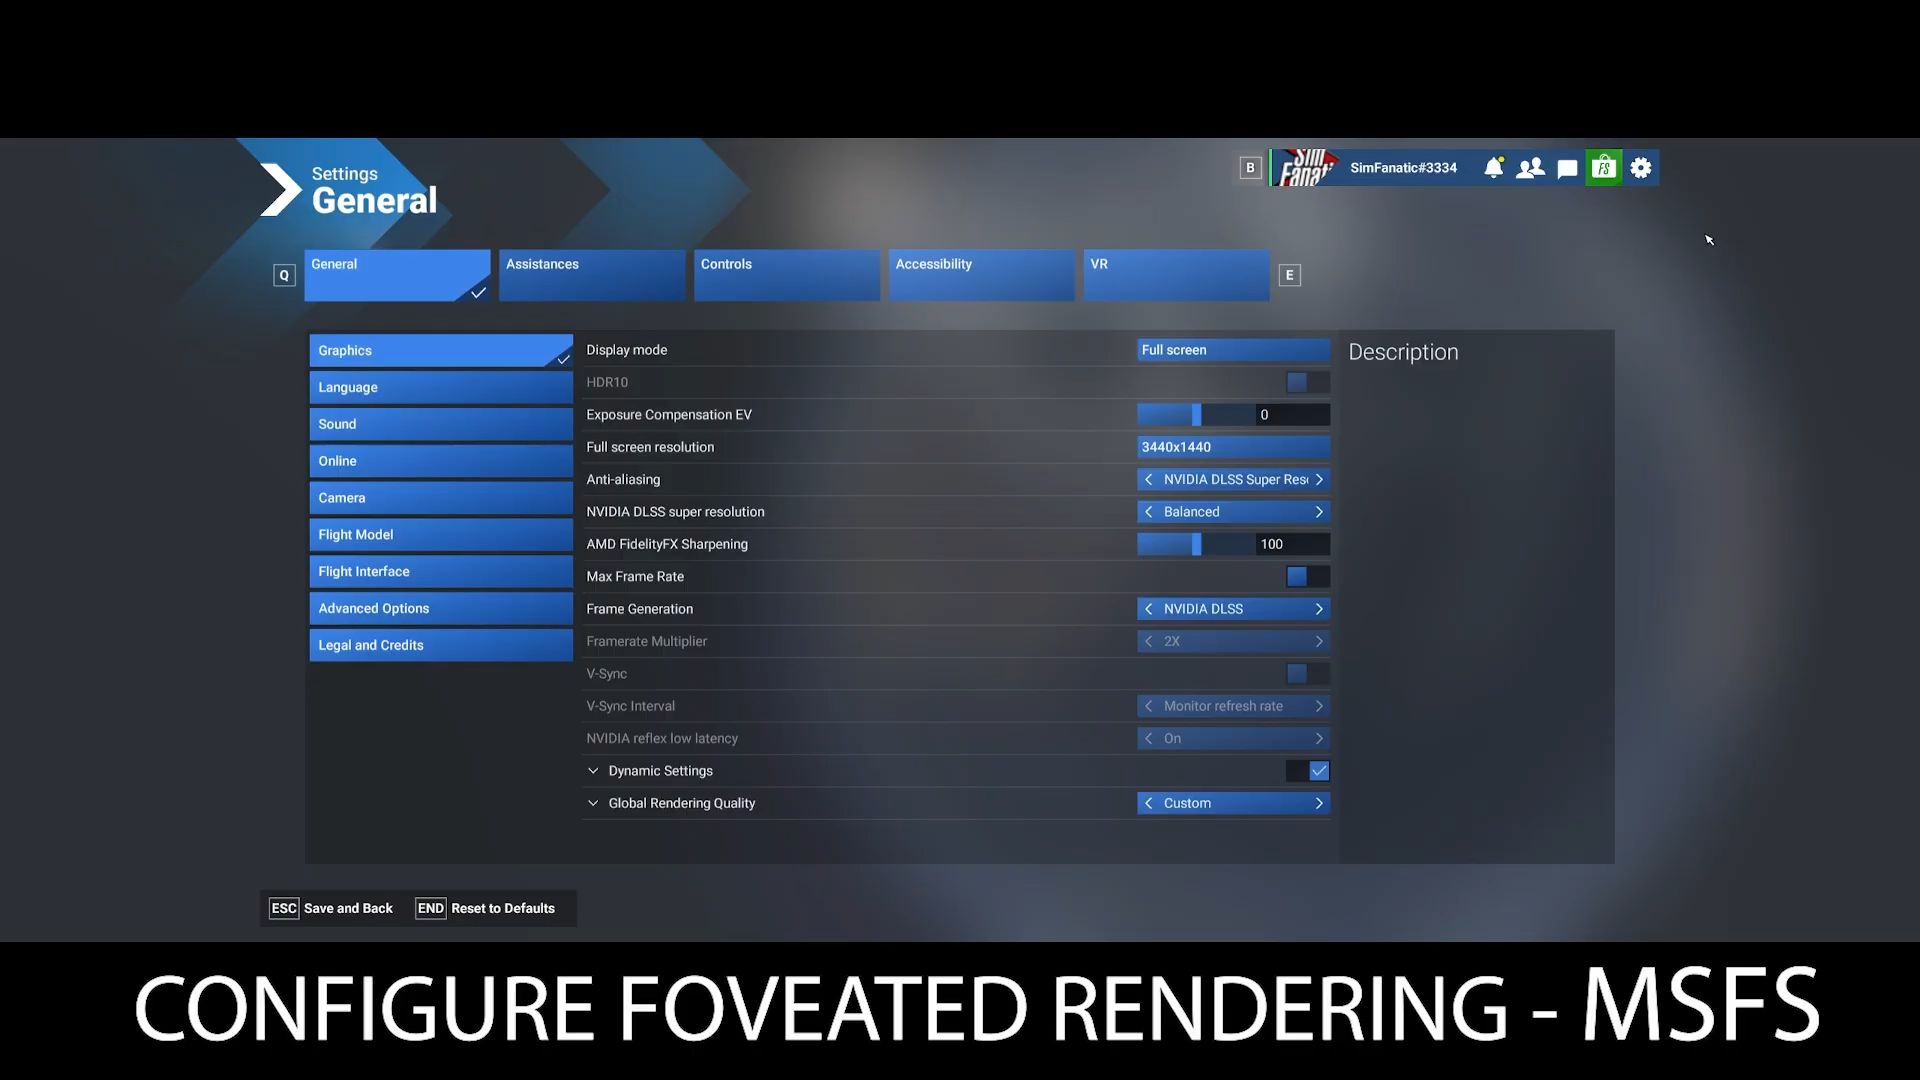 Settings
General
B
Sim
Fanat
SimFanatic#3334
FS
Q
General
Assistances
Controls
Accessibility
VR
E
Graphics
Language
Sound
Online
Camera
Flight Model
Flight Interface
Advanced Options
Legal and Credits
Display mode Full screen
HDR10
Exposure Compensation EV 0
Full screen resolution 3440x1440
Anti-aliasing NVIDIA DLSS Super Res
NVIDIA DLSS super resolution Balanced
AMD FidelityFX Sharpening 100
Max Frame Rate
Frame Generation NVIDIA DLSS
Framerate Multiplier 2X
V-Sync
V-Sync Interval Monitor refresh rate
NVIDIA reflex low latency On
Dynamic Settings
Global Rendering Quality Custom
Description
ESC Save and Back END Reset to Defaults
CONFIGURE FOVEATED RENDERING - MSFS